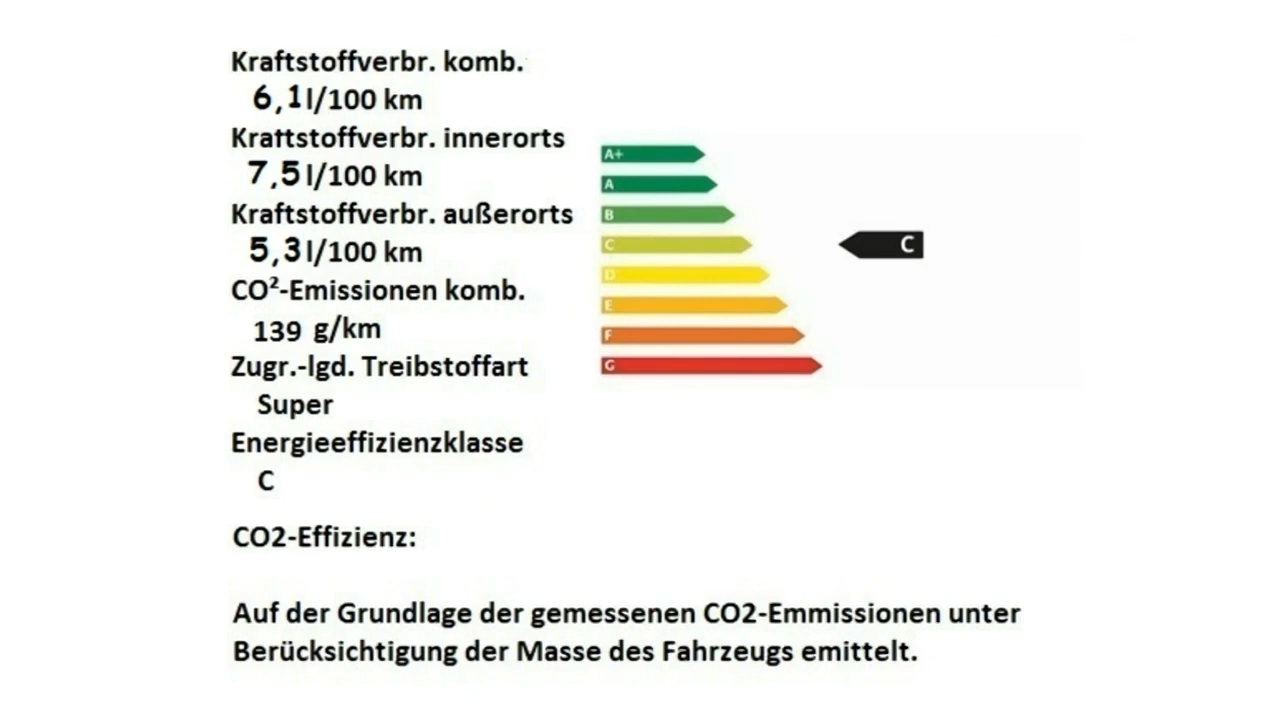 Kraftstoffverbr. komb.
6,1 l/100 km
Krattstoffverbr. innerorts
7,5 l/100 km
Kraftstoffverbr. außerorts
5,3 l/100 km
CO²-Emissionen komb.
139 g/km
Zugr.-lgd. Treibstoffart
Super
Energieeffizienzklasse
C
A+
A
B
C
D
E
F
G
C
CO2-Effizienz:
Auf der Grundlage der gemessenen CO2-Emmissionen unter
Berücksichtigung der Masse des Fahrzeugs emittelt.